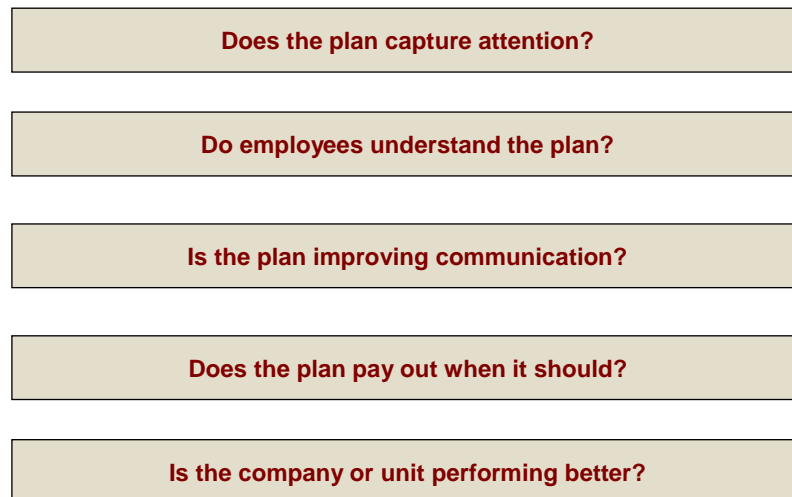 Does the plan capture attention?
Do employees understand the plan?
Is the plan improving communication?
Does the plan pay out when it should?
Is the company or unit performing better?